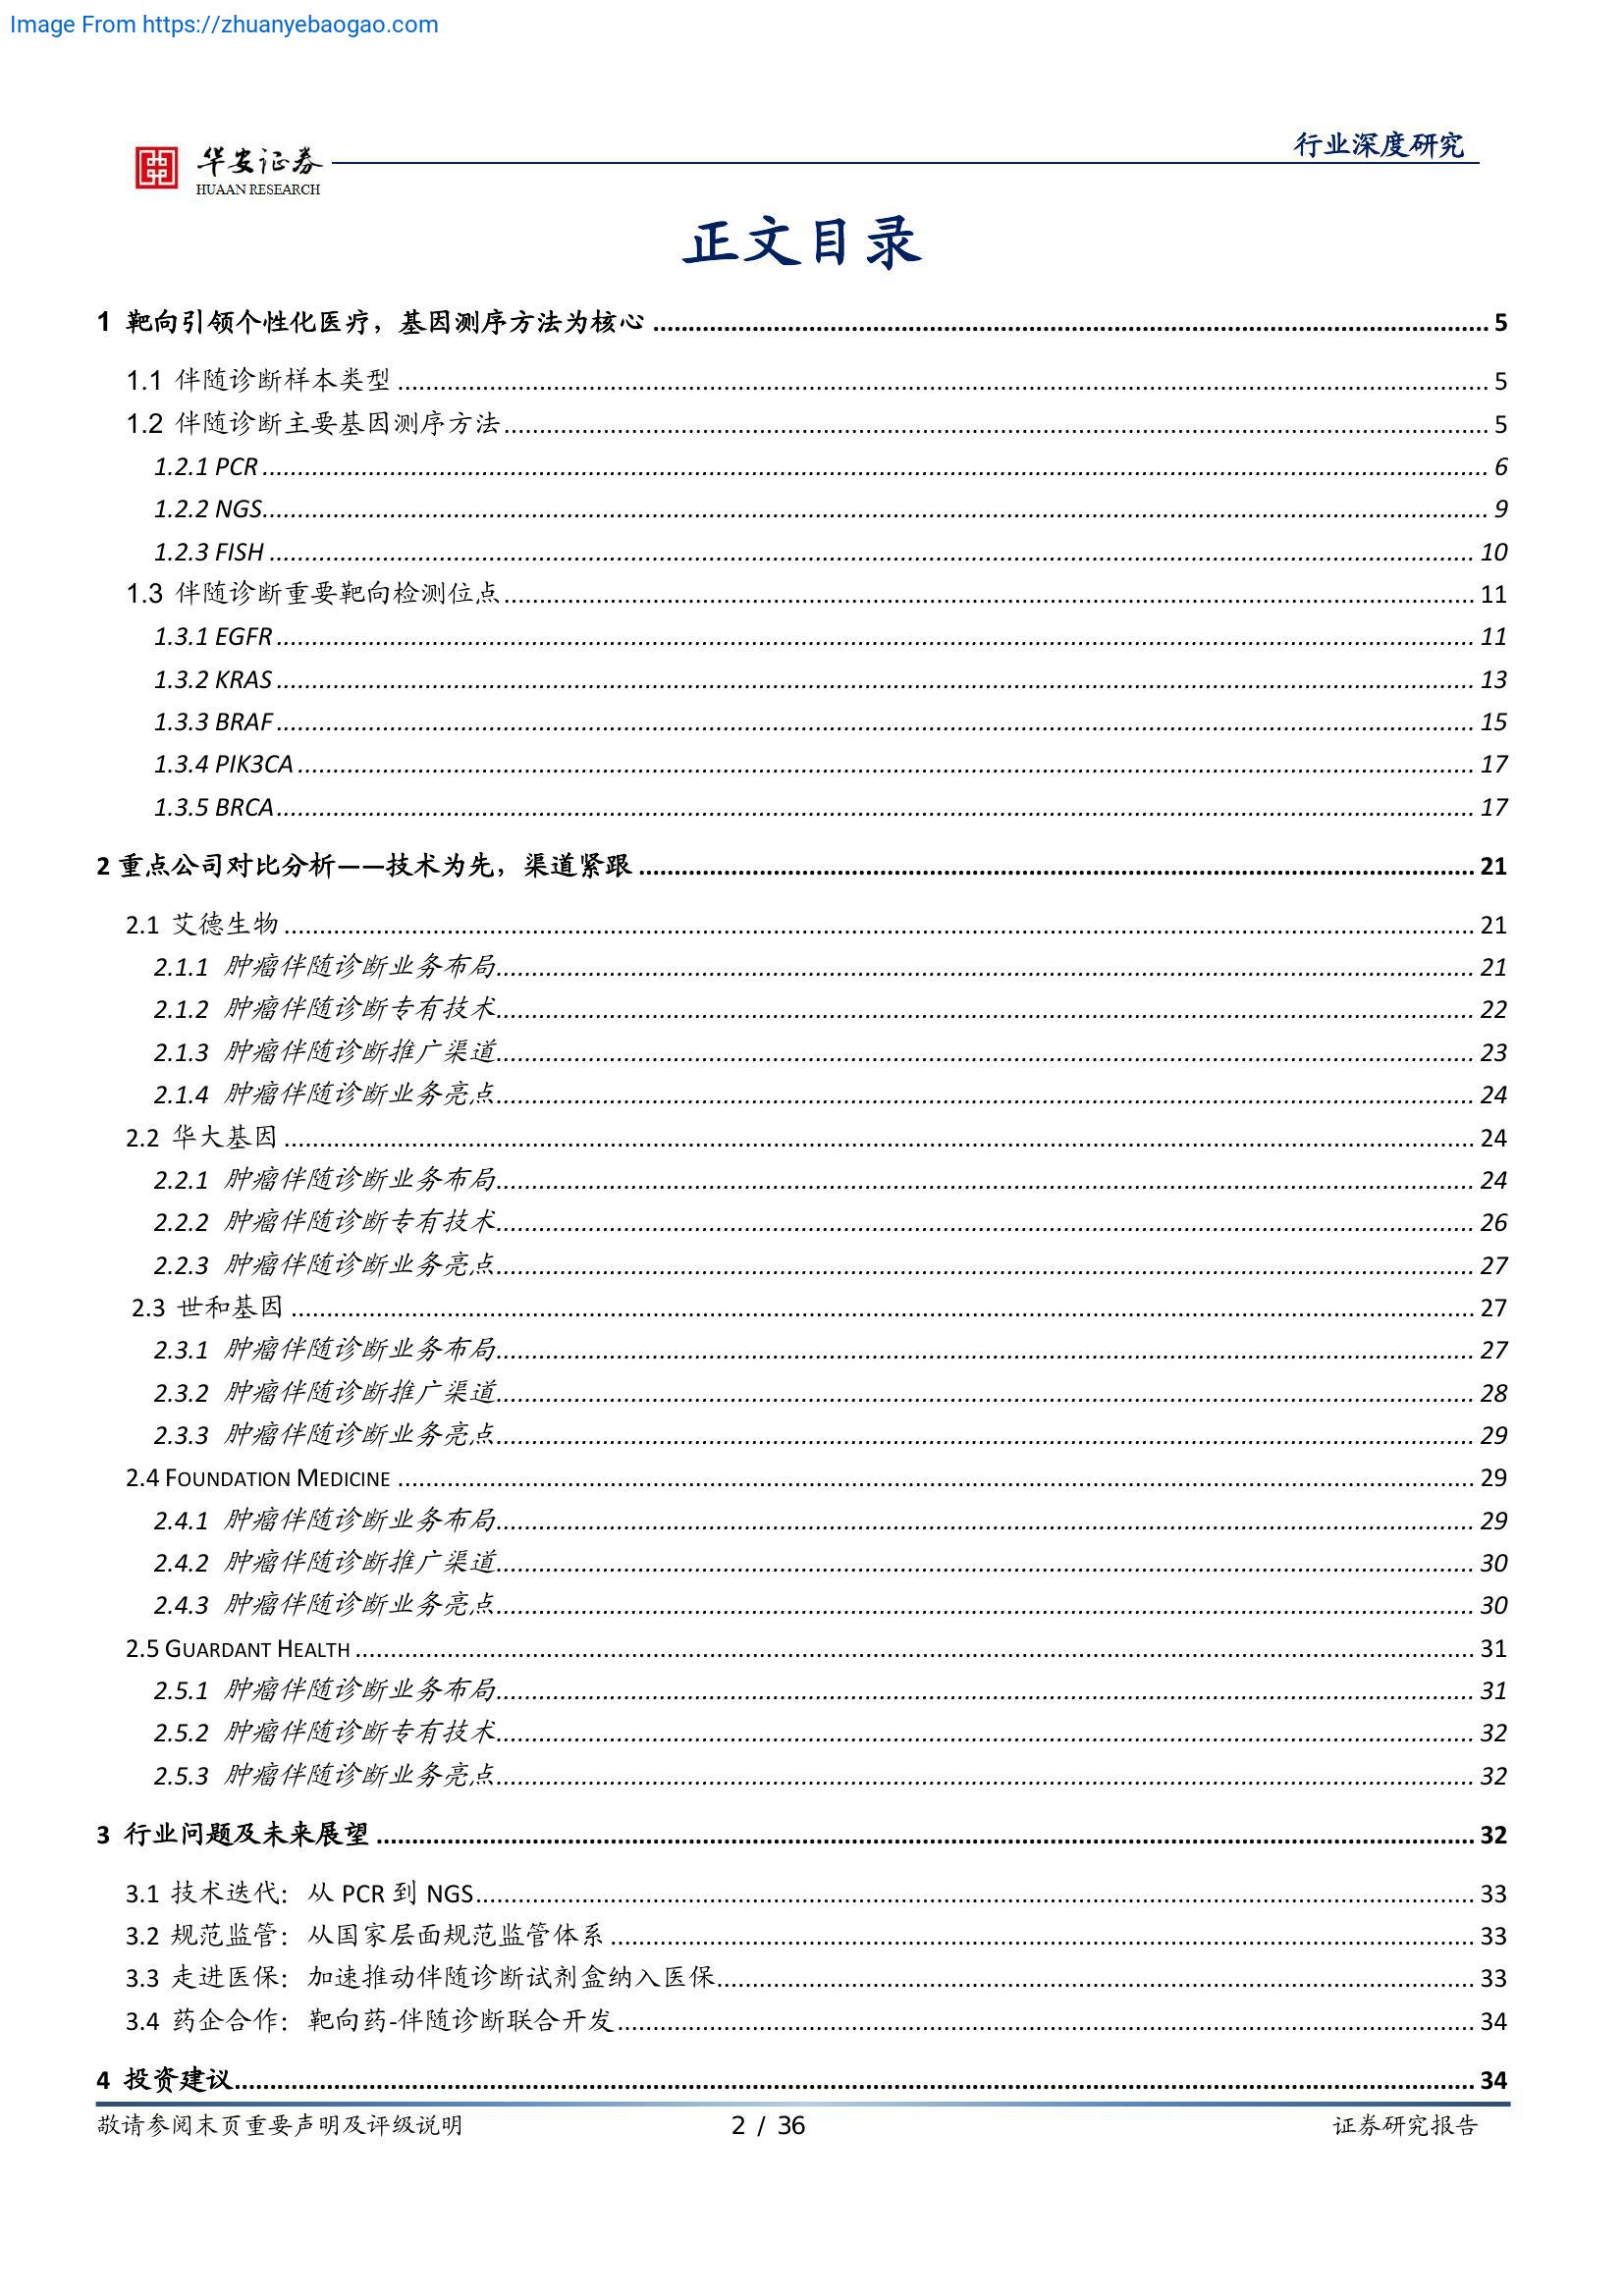 Image From https://zhuanyebaogao.com
华安证券
HUAAN RESEARCH
行业深度研究
正文目录
1 靶向引领个性化医疗，基因测序方法为核心 5
1.1 伴随诊断样本类型 5
1.2 伴随诊断主要基因测序方法 5
1.2.1 PCR 6
1.2.2 NGS 9
1.2.3 FISH 10
1.3 伴随诊断重要靶向检测位点 11
1.3.1 EGFR 11
1.3.2 KRAS 13
1.3.3 BRAF 15
1.3.4 PIK3CA 17
1.3.5 BRCA 17
2 重点公司对比分析——技术为先，渠道紧跟 21
2.1 艾德生物 21
2.1.1 肿瘤伴随诊断业务布局 21
2.1.2 肿瘤伴随诊断专有技术 22
2.1.3 肿瘤伴随诊断推广渠道 23
2.1.4 肿瘤伴随诊断业务亮点 24
2.2 华大基因 24
2.2.1 肿瘤伴随诊断业务布局 24
2.2.2 肿瘤伴随诊断专有技术 26
2.2.3 肿瘤伴随诊断业务亮点 27
2.3 世和基因 27
2.3.1 肿瘤伴随诊断业务布局 27
2.3.2 肿瘤伴随诊断推广渠道 28
2.3.3 肿瘤伴随诊断业务亮点 29
2.4 FOUNDATION MEDICINE 29
2.4.1 肿瘤伴随诊断业务布局 29
2.4.2 肿瘤伴随诊断推广渠道 30
2.4.3 肿瘤伴随诊断业务亮点 30
2.5 GUARDANT HEALTH 31
2.5.1 肿瘤伴随诊断业务布局 31
2.5.2 肿瘤伴随诊断专有技术 32
2.5.3 肿瘤伴随诊断业务亮点 32
3 行业问题及未来展望 32
3.1 技术迭代：从 PCR 到 NGS 33
3.2 规范监管：从国家层面规范监管体系 33
3.3 走进医保：加速推动伴随诊断试剂盒纳入医保 33
3.4 药企合作：靶向药-伴随诊断联合开发 34
4 投资建议 34
敬请参阅末页重要声明及评级说明 2 / 36 证券研究报告